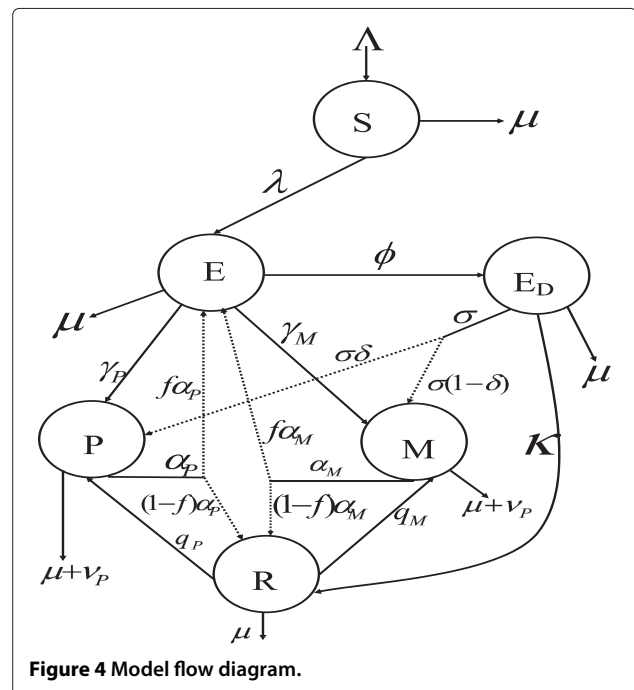 Λ
S
μ
λ
E
ϕ
E_D
σ
μ
γ_P
γ_M
σδ
σ(1−δ)
μ
fα_P
fα_M
P
M
α_P
α_M
K
(1−f)α_P
(1−f)α_M
q_P
q_M
μ+ν_P
μ+ν_P
R
μ
Figure 4 Model flow diagram.